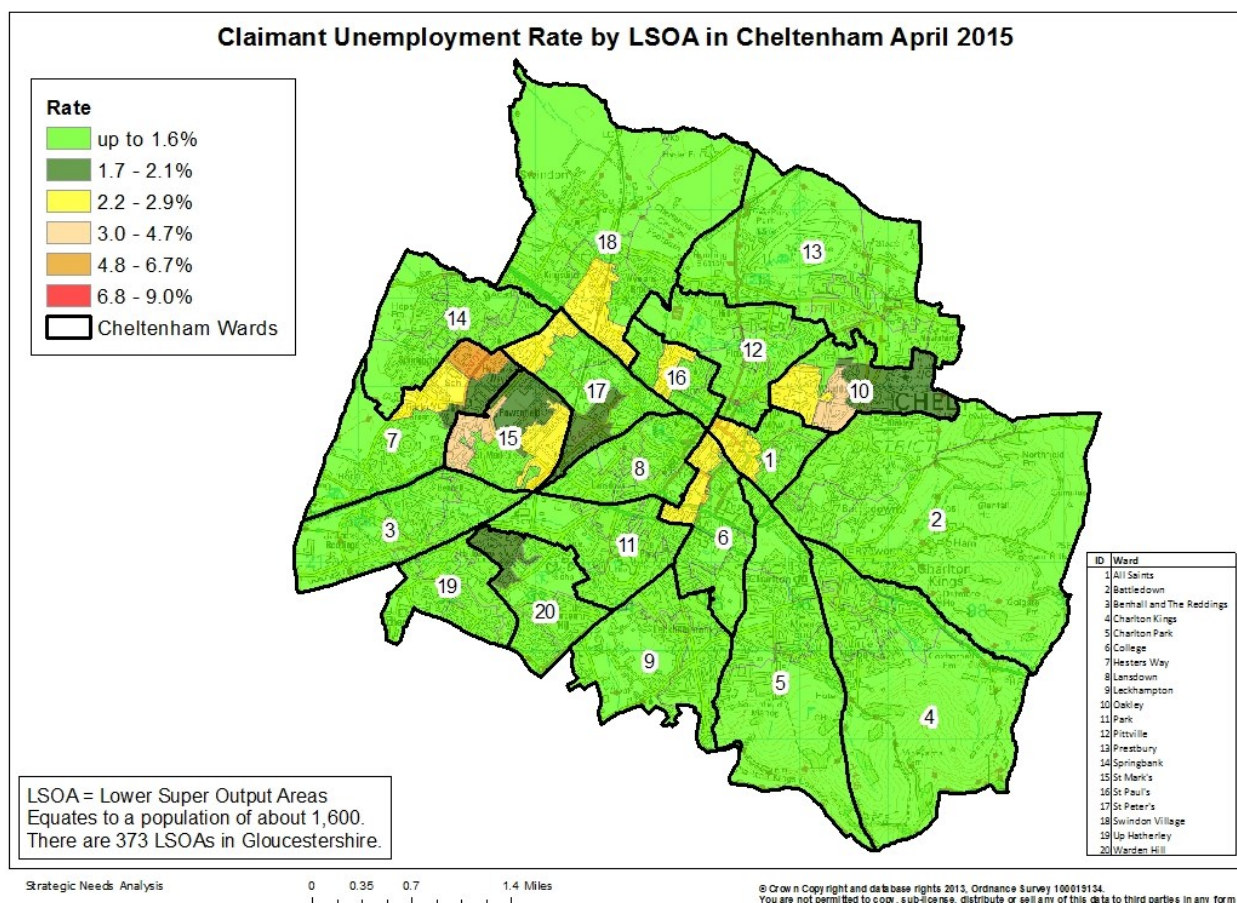 Claimant Unemployment Rate by LSOA in Cheltenham April 2015
Rate
up to 1.6%
1.7 - 2.1%
2.2 - 2.9%
3.0 - 4.7%
4.8 - 6.7%
6.8 - 9.0%
Cheltenham Wards
18
13
14
12
16
17
10
7
15
8
1
3
11
6
2
19
20
9
5
4
Swindon
Charlton
Kings
ID Ward
1 All Saints
2 Battledown
3 Benhall and The Reddings
4 Charlton Kings
5 Charlton Park
6 College
7 Hesters Way
8 Lansdown
9 Leckhampton
10 Oakley
11 Park
12 Pittville
13 Prestbury
14 Springbank
15 St Mark's
16 St Paul's
17 St Peter's
18 Swindon Village
19 Up Hatherley
20 Warden Hill
LSOA = Lower Super Output Areas
Equates to a population of about 1,600.
There are 373 LSOAs in Gloucestershire.
Strategic Needs Analysis
0 0.35 0.7 1.4 Miles
© Crown Copyright and database rights 2013, Ordnance Survey 100019134.
You are not permitted to copy, sub-license, distribute or sell any of this data to third parties in any form